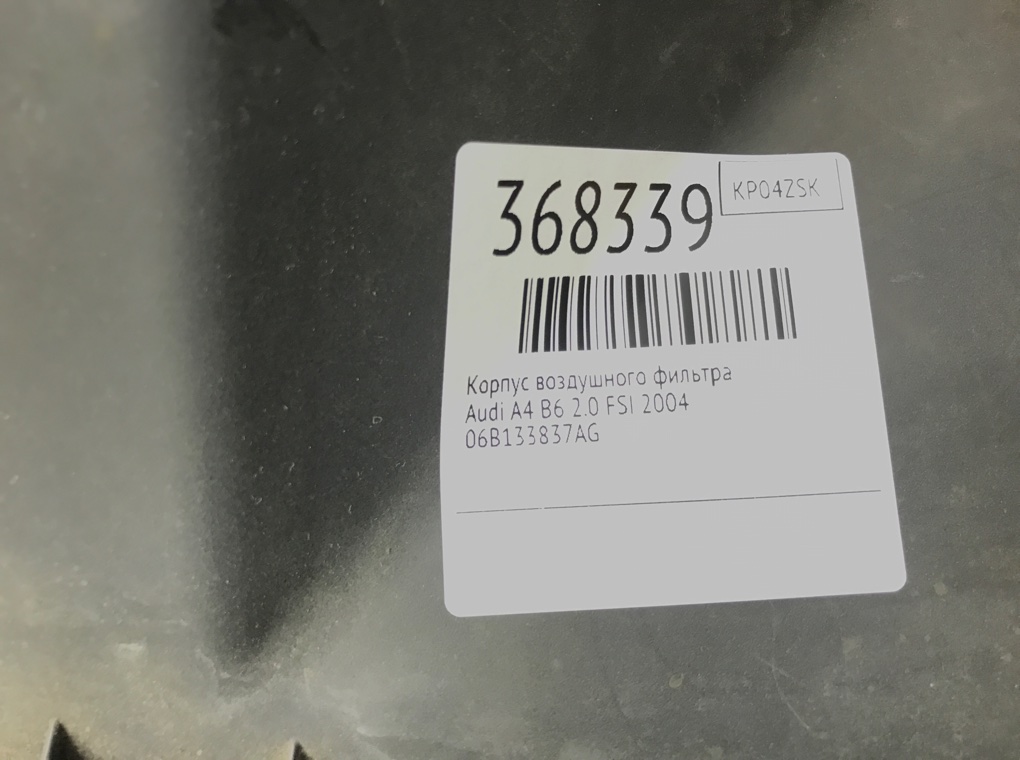 368339
KP04ZSK
Корпус воздушного фильтра
Audi A4 B6 2.0 FSI 2004
06B133837AG